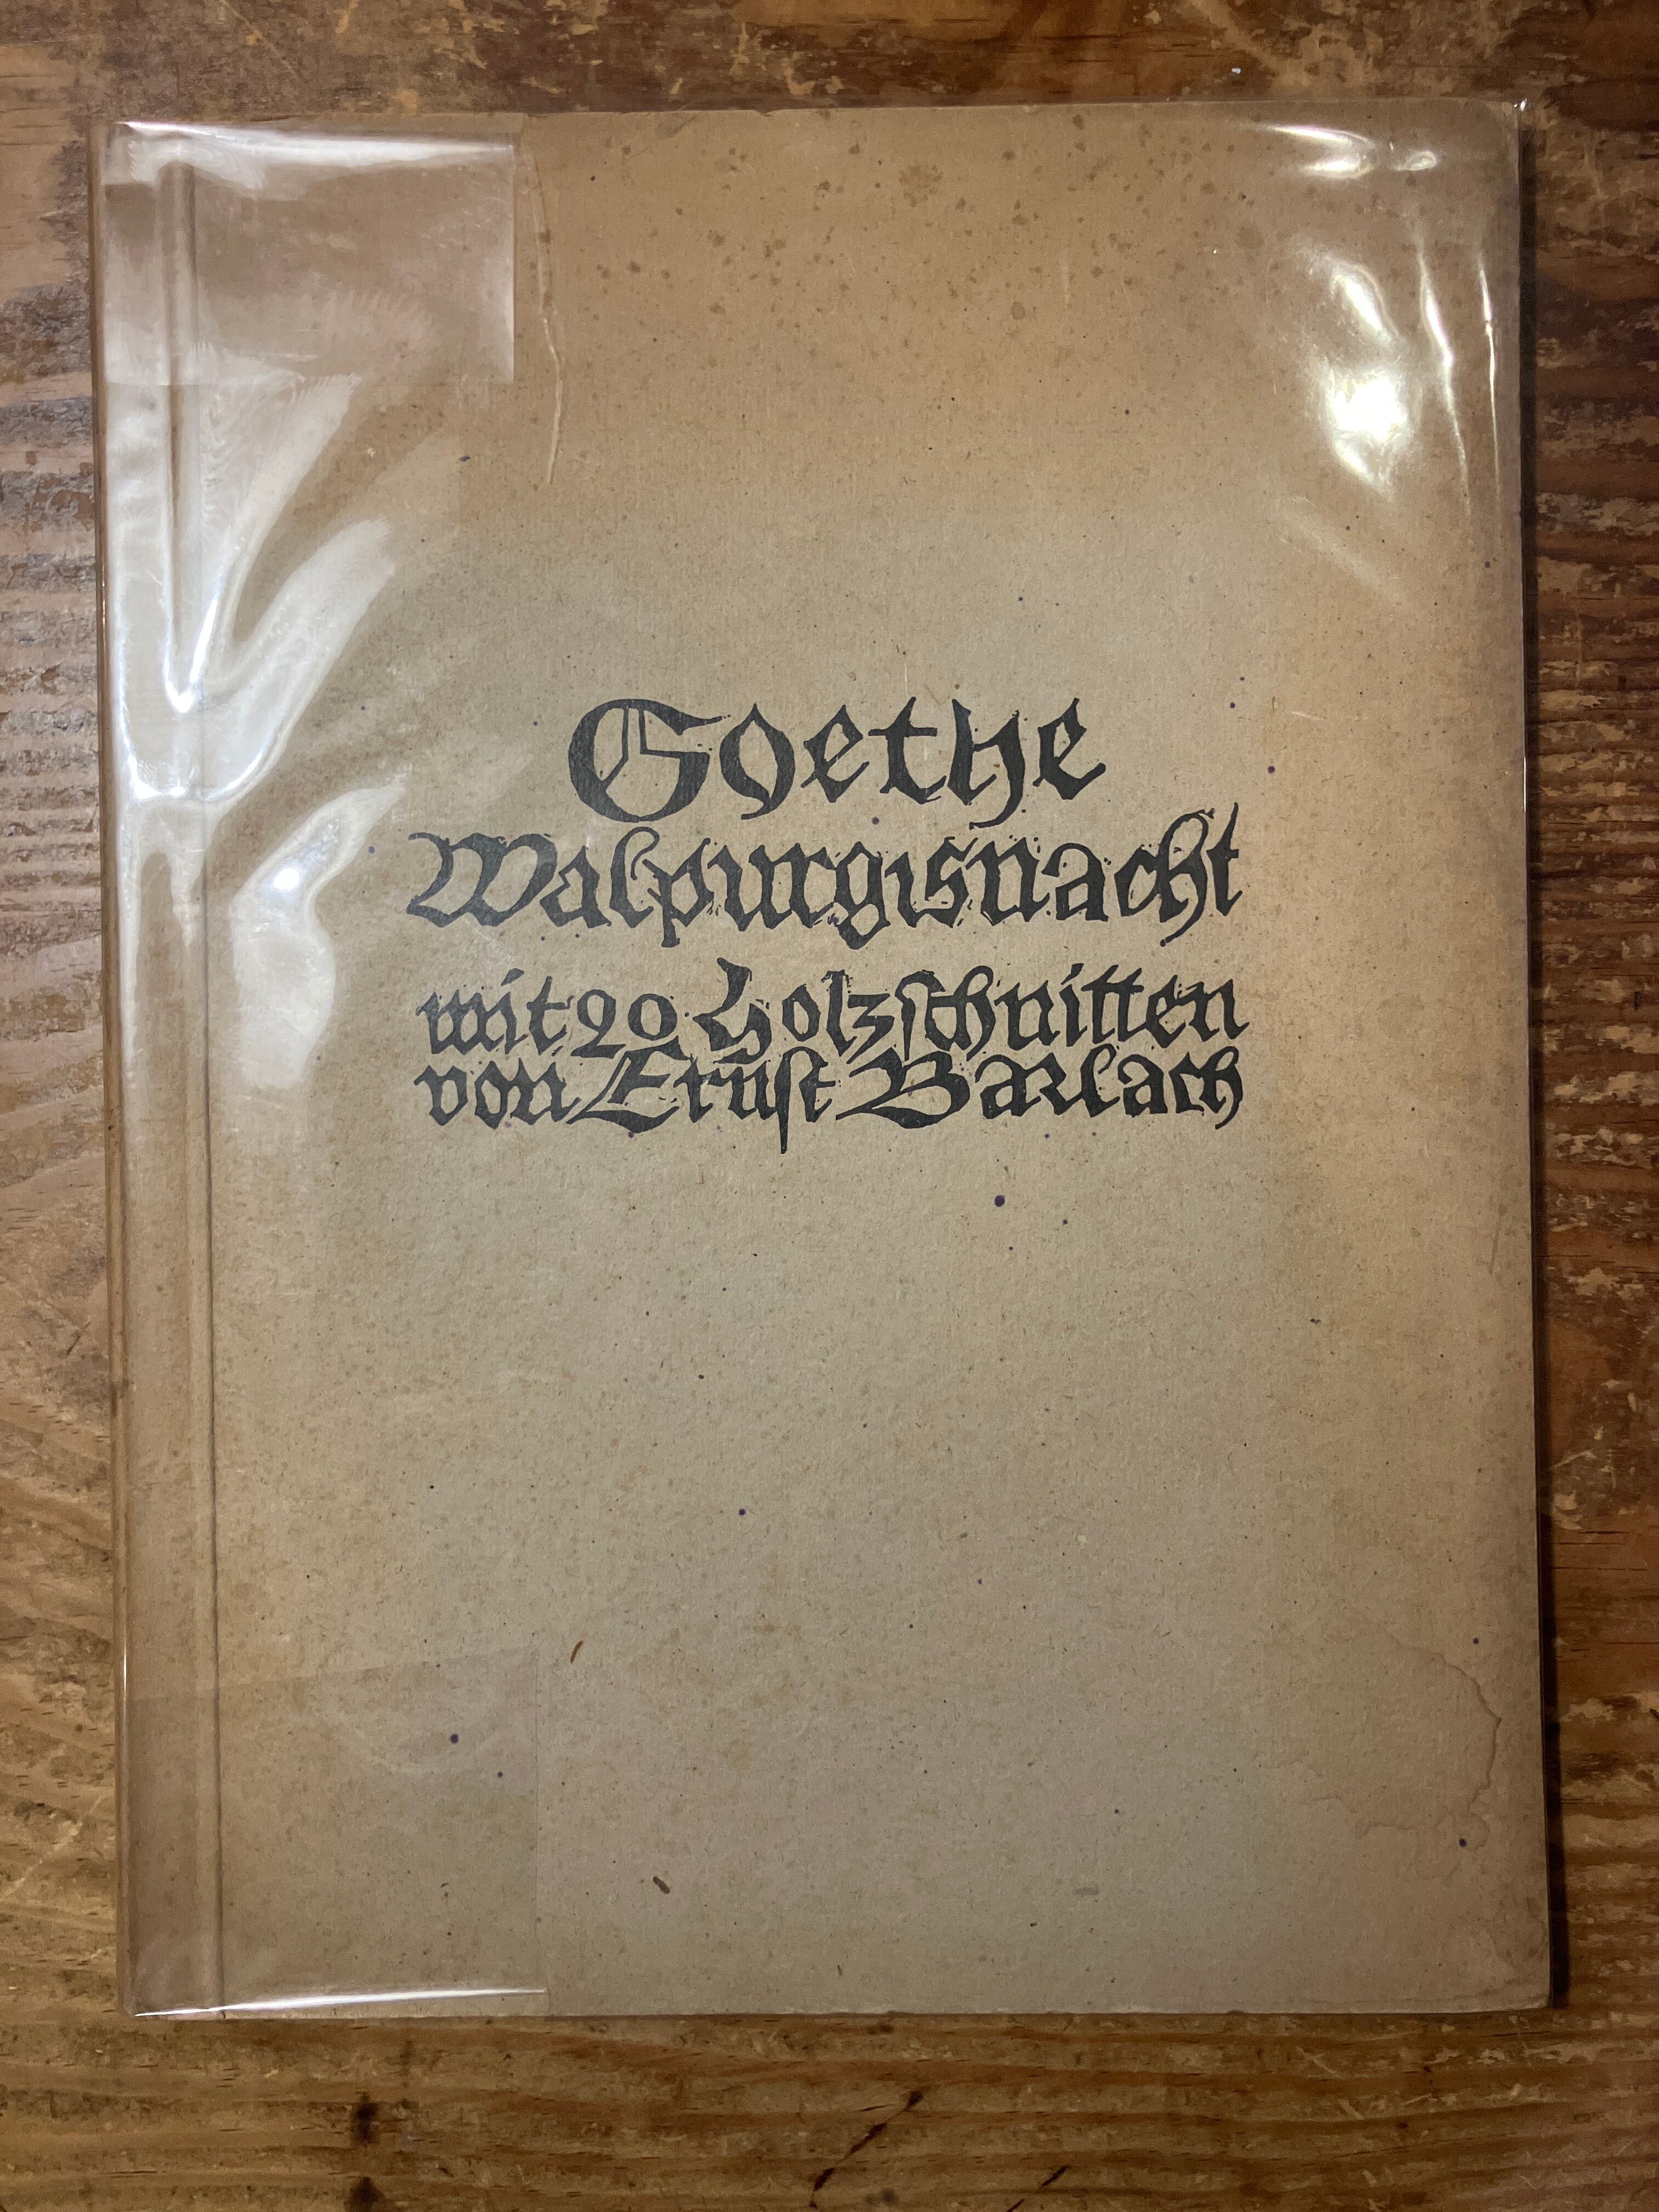 Goethe
Walpurgisnacht
mit 20 Holzschnitten
von Ernst Barlach